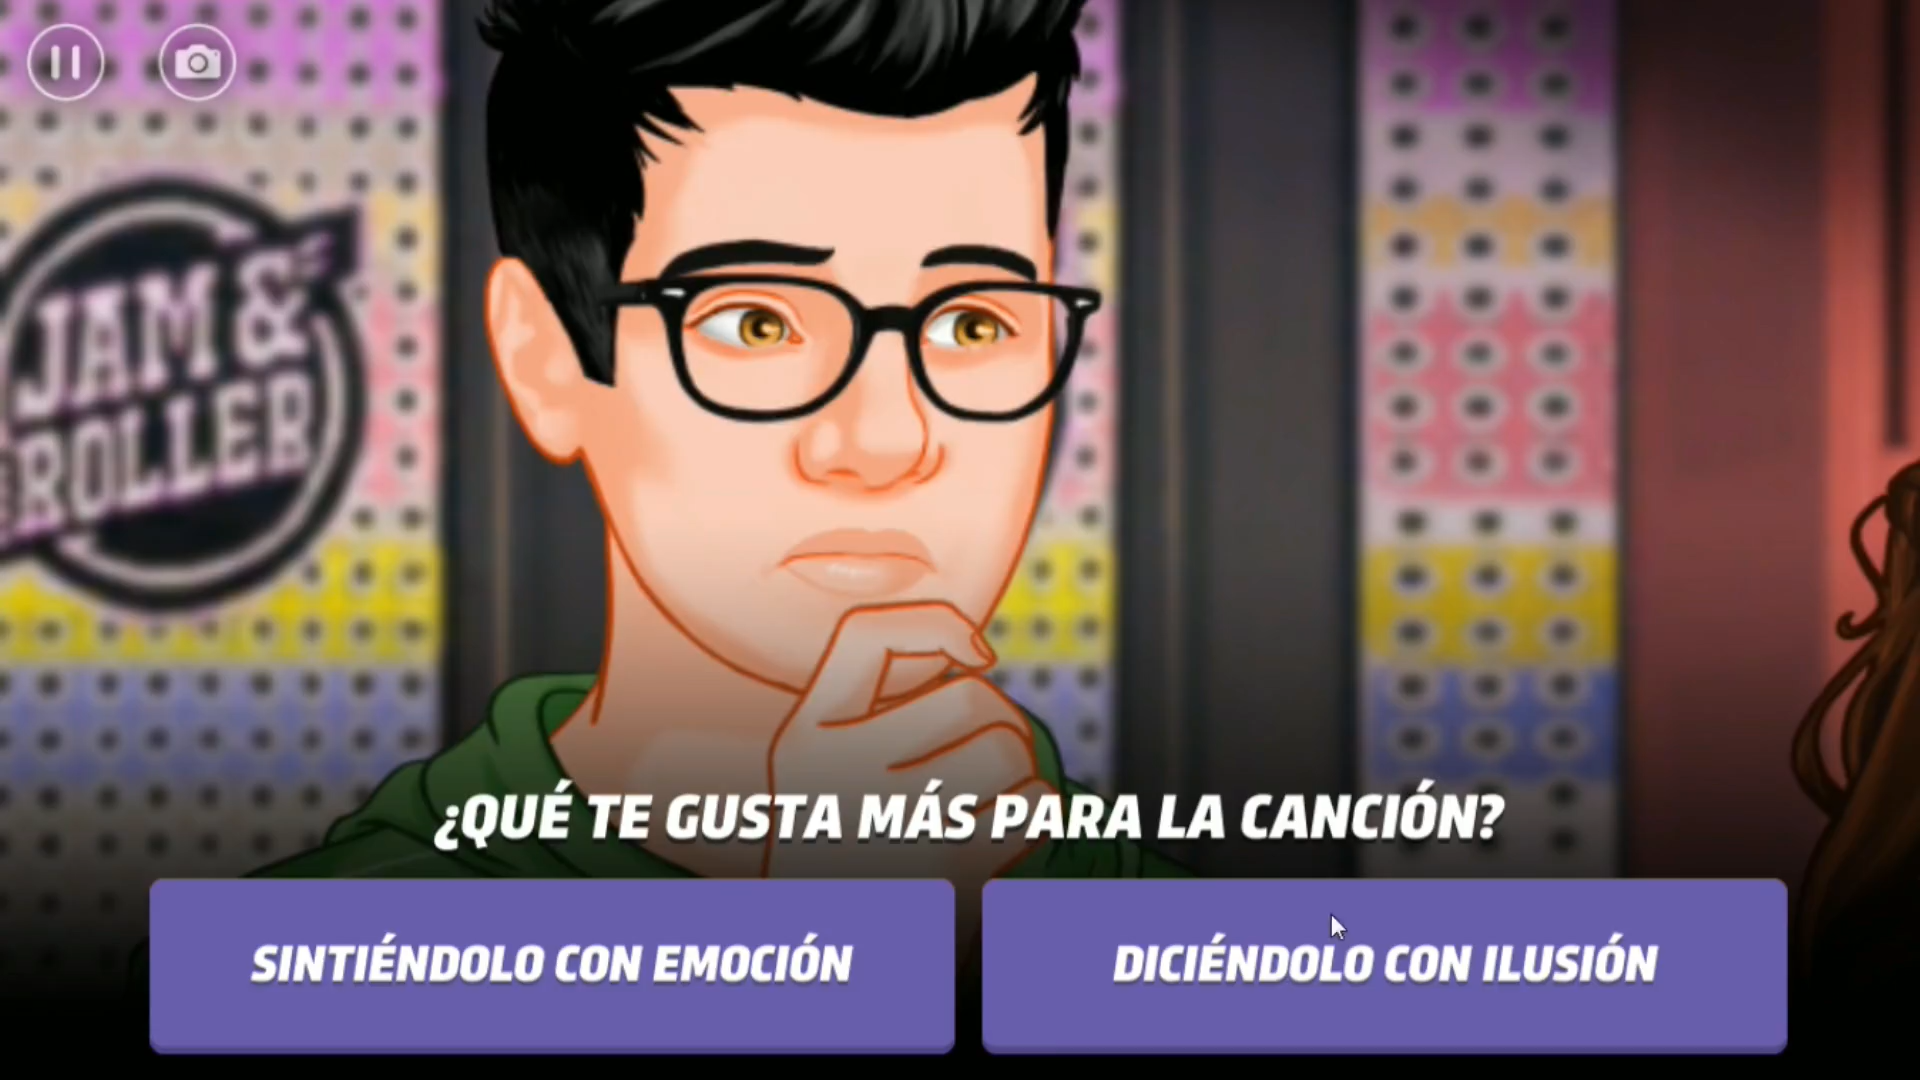 JAM &
ROLLER
¿QUÉ TE GUSTA MÁS PARA LA CANCIÓN?
SINTIÉNDOLO CON EMOCIÓN
DICIÉNDOLO CON ILUSIÓN